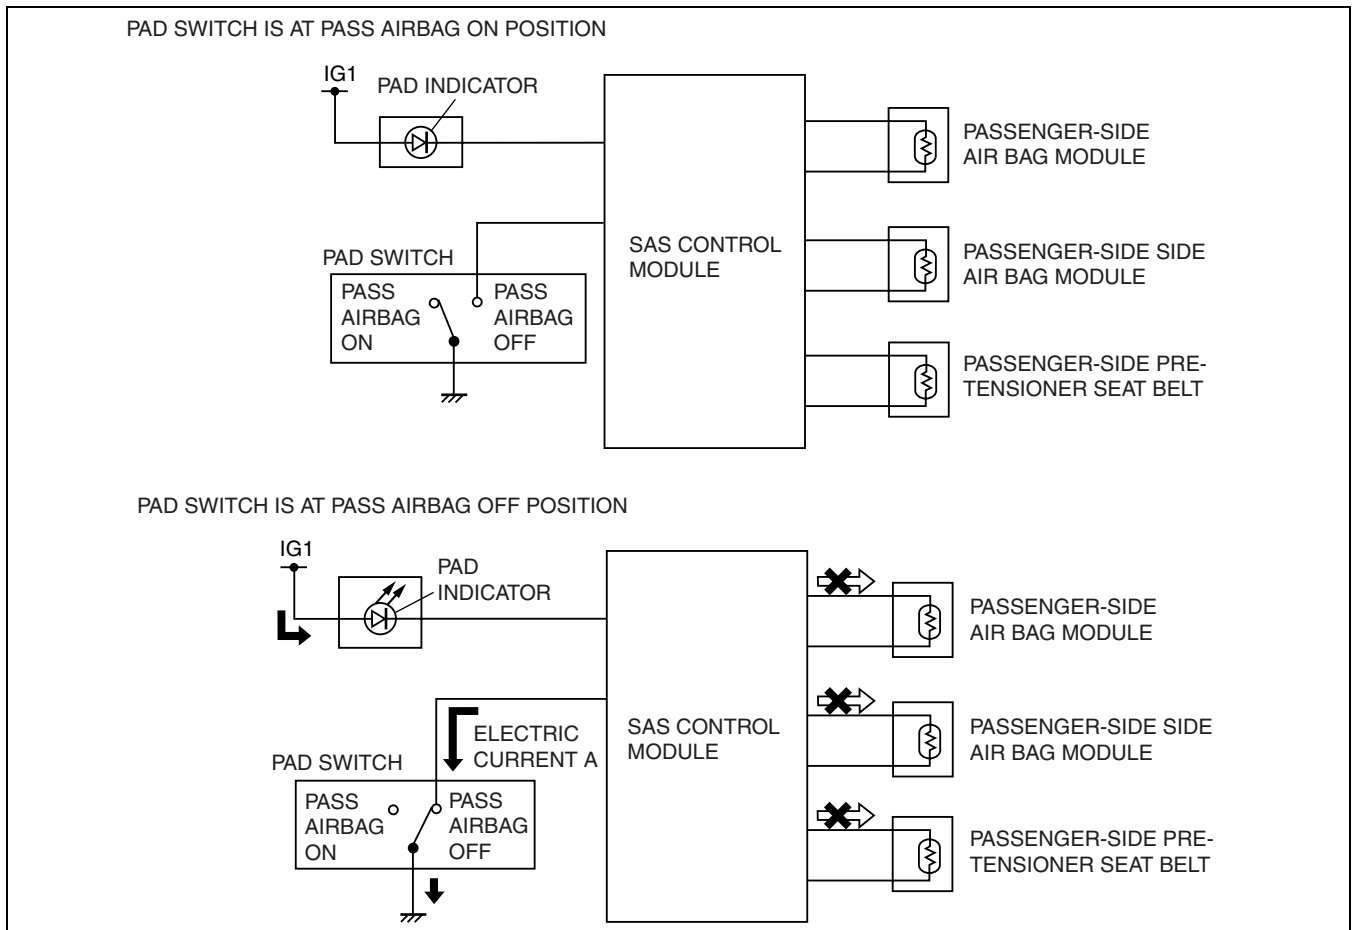 PAD SWITCH IS AT PASS AIRBAG ON POSITION
IG1
PAD INDICATOR
PASSENGER-SIDE
AIR BAG MODULE
SAS CONTROL
MODULE
PASSENGER-SIDE SIDE
AIR BAG MODULE
PAD SWITCH
PASS
AIRBAG
ON
PASS
AIRBAG
OFF
PASSENGER-SIDE PRE-
TENSIONER SEAT BELT
PAD SWITCH IS AT PASS AIRBAG OFF POSITION
IG1
PAD
INDICATOR
PASSENGER-SIDE
AIR BAG MODULE
ELECTRIC
CURRENT A
SAS CONTROL
MODULE
PASSENGER-SIDE SIDE
AIR BAG MODULE
PAD SWITCH
PASS
AIRBAG
ON
PASS
AIRBAG
OFF
PASSENGER-SIDE PRE-
TENSIONER SEAT BELT